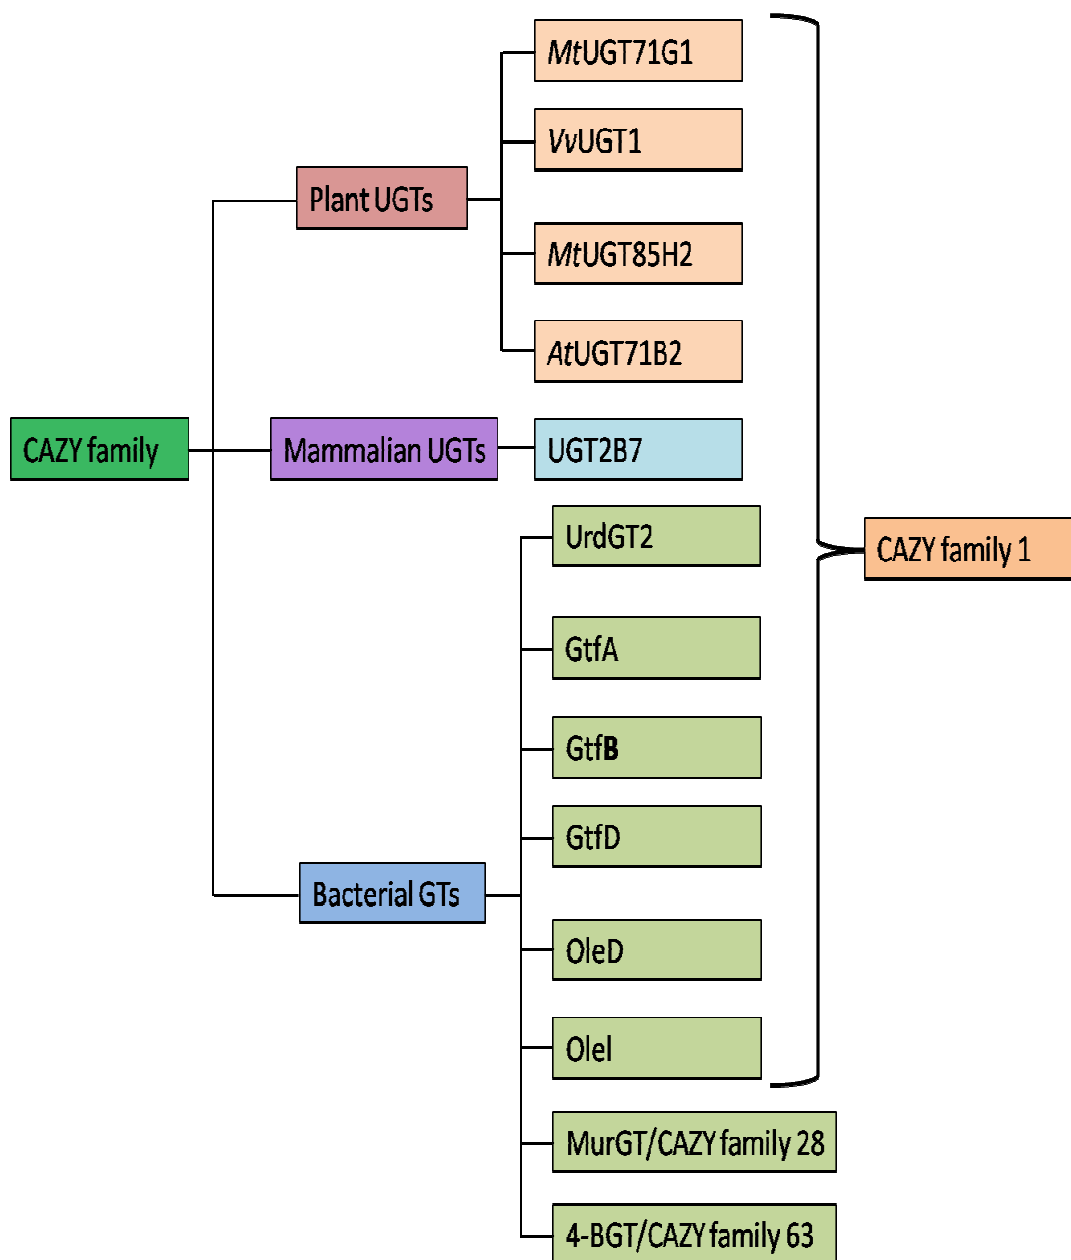 MtUGT71G1
VvUGT1
Plant UGTs
MtUGT85H2
AtUGT71B2
CAZY family
Mammalian UGTs
UGT2B7
UrdGT2
CAZY family 1
GtfA
GtfB
GtfD
Bacterial GTs
OleD
OleI
MurGT/CAZY family 28
4-BGT/CAZY family 63